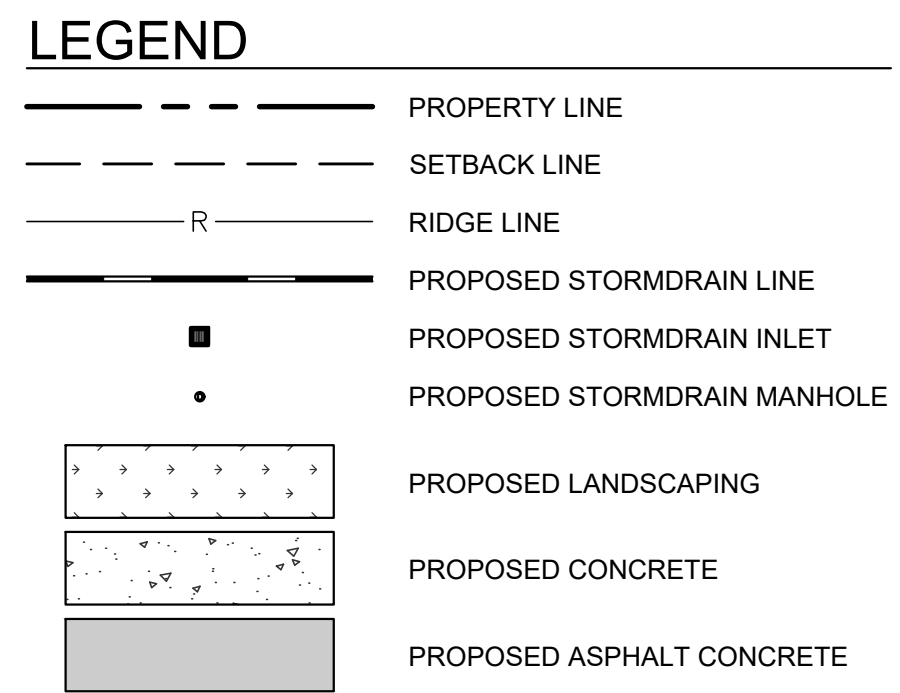 LEGEND
PROPERTY LINE
SETBACK LINE
R RIDGE LINE
PROPOSED STORMDRAIN LINE
PROPOSED STORMDRAIN INLET
PROPOSED STORMDRAIN MANHOLE
PROPOSED LANDSCAPING
PROPOSED CONCRETE
PROPOSED ASPHALT CONCRETE